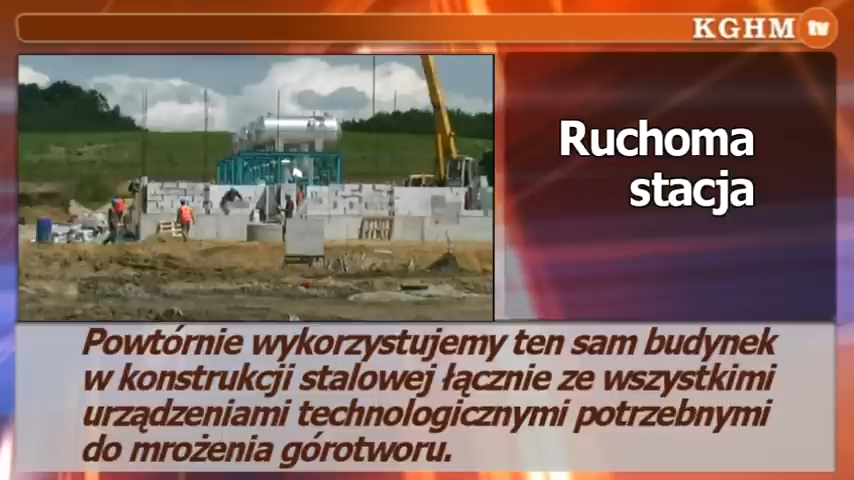 KGHM tv
Ruchoma
stacja
Powtórnie wykorzystujemy ten sam budynek
w konstrukcji stalowej łącznie ze wszystkimi
urządzeniami technologicznymi potrzebnymi
do mrożenia górotworu.